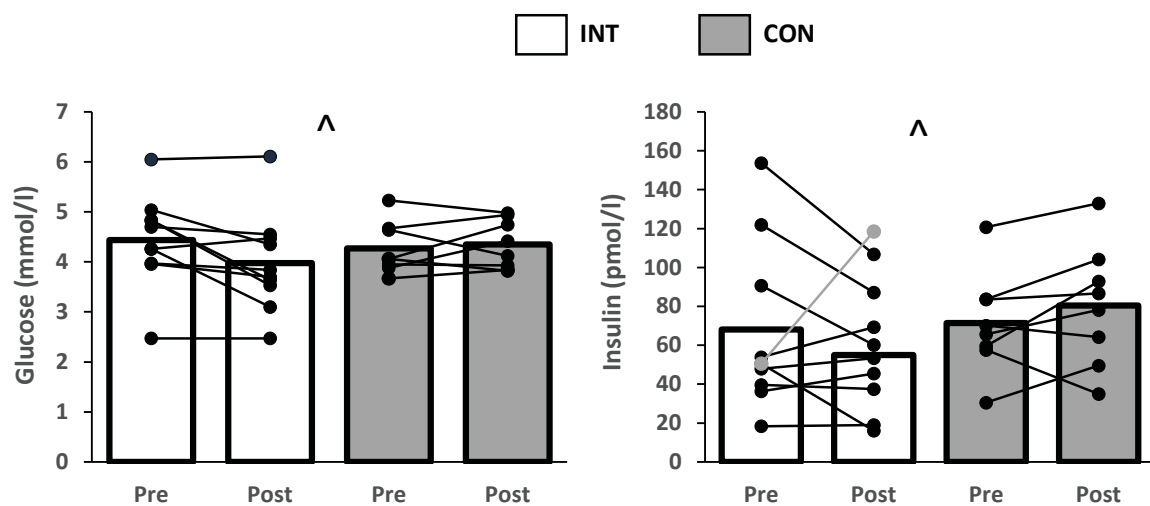 INT
CON
^
Glucose (mmol/l)
7
6
5
4
3
2
1
0
Pre
Post
Pre
Post
^
Insulin (pmol/l)
180
160
140
120
100
80
60
40
20
0
Pre
Post
Pre
Post